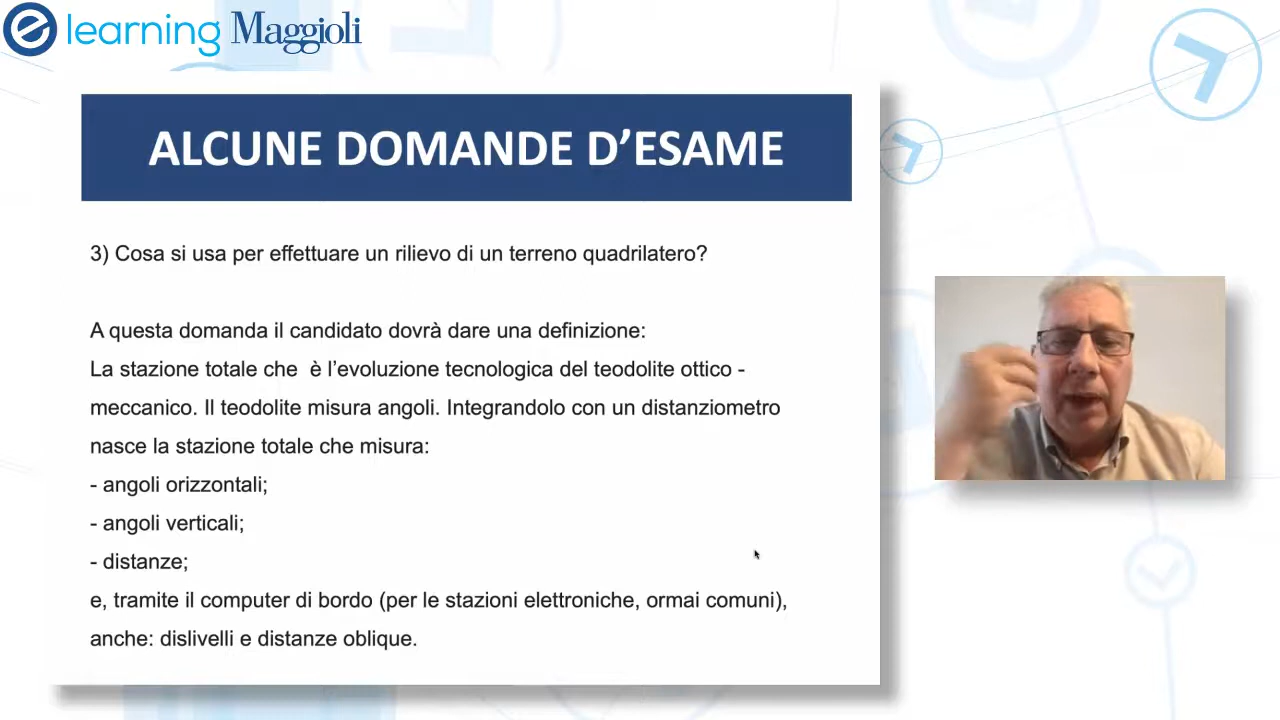 e learning Maggioli
ALCUNE DOMANDE D’ESAME
3) Cosa si usa per effettuare un rilievo di un terreno quadrilatero?
A questa domanda il candidato dovrà dare una definizione:
La stazione totale che  è l’evoluzione tecnologica del teodolite ottico -
meccanico. Il teodolite misura angoli. Integrandolo con un distanziometro
nasce la stazione totale che misura:
- angoli orizzontali;
- angoli verticali;
- distanze;
e, tramite il computer di bordo (per le stazioni elettroniche, ormai comuni),
anche: dislivelli e distanze oblique.